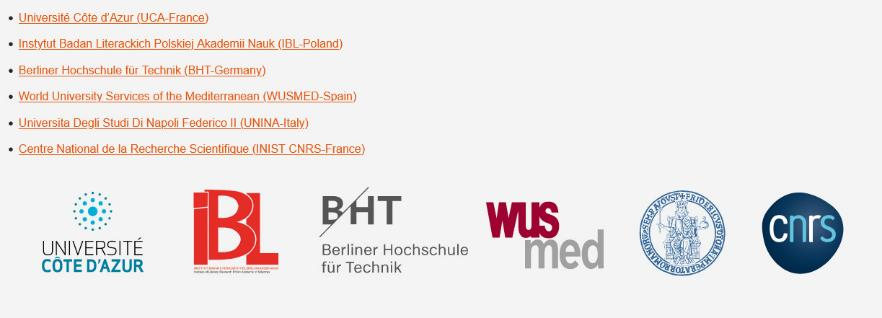 Université Côte d'Azur (UCA-France)
Instytut Badan Literackich Polskiej Akademii Nauk (IBL-Poland)
Berliner Hochschule für Technik (BHT-Germany)
World University Services of the Mediterranean (WUSMED-Spain)
Universita Degli Studi Di Napoli Federico II (UNINA-Italy)
Centre National de la Recherche Scientifique (INIST CNRS-France)
UNIVERSITÉ
CÔTE D'AZUR
iBL
BHT
Berliner Hochschule
für Technik
wus
med
cnrs